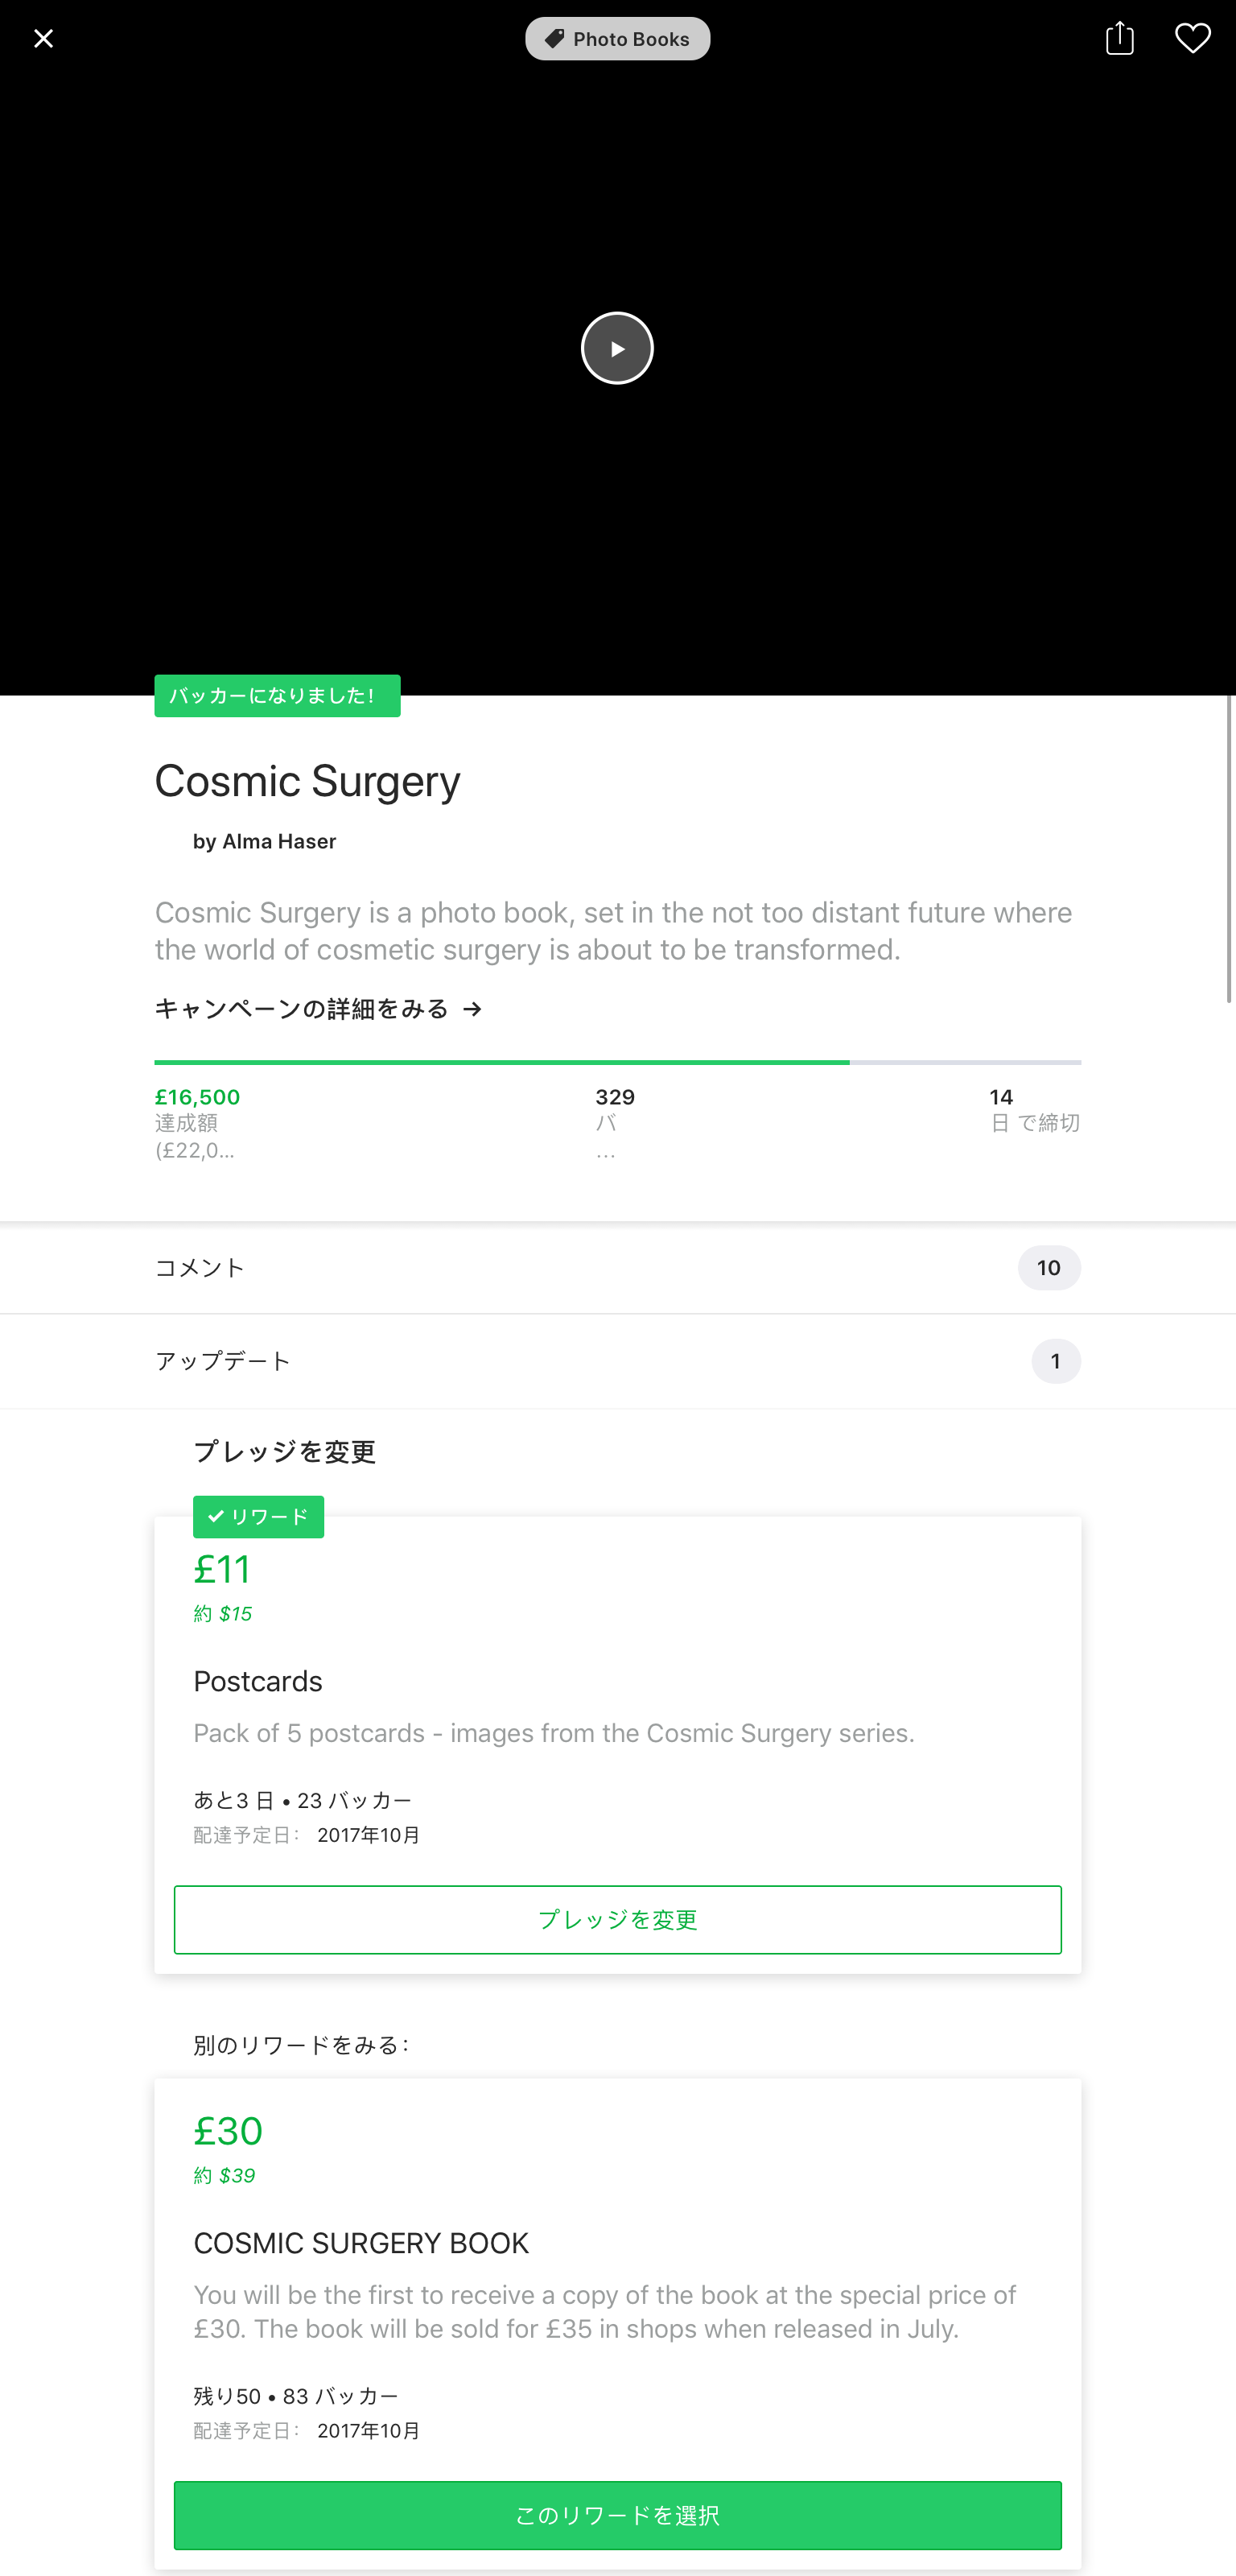 Photo Books
バッカーになりました！
Cosmic Surgery
by Alma Haser
Cosmic Surgery is a photo book, set in the not too distant future where
the world of cosmetic surgery is about to be transformed.
キャンペーンの詳細をみる →
£16,500
達成額
(£22,0...
329
バ
...
14
日 で締切
コメント
10
アップデート
1
プレッジを変更
✓ リワード
£11
約 $15
Postcards
Pack of 5 postcards - images from the Cosmic Surgery series.
あと3 日 • 23 バッカー
配達予定日： 2017年10月
プレッジを変更
別のリワードをみる：
£30
約 $39
COSMIC SURGERY BOOK
You will be the first to receive a copy of the book at the special price of
£30. The book will be sold for £35 in shops when released in July.
残り50 • 83 バッカー
配達予定日： 2017年10月
このリワードを選択